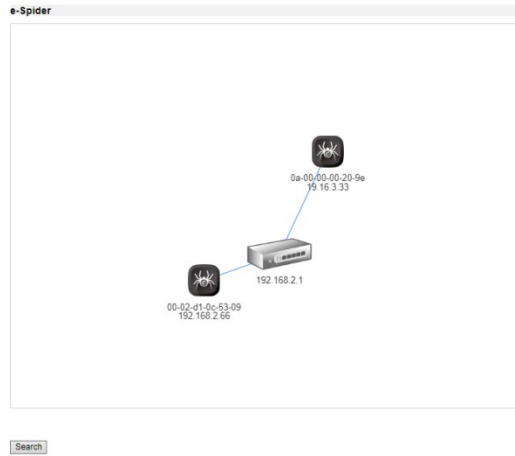 e-Spider
0a-00-00-00-20-9e
19.16.3.33
192.168.2.1
00-02-d1-0c-53-09
192.168.2.66
Search